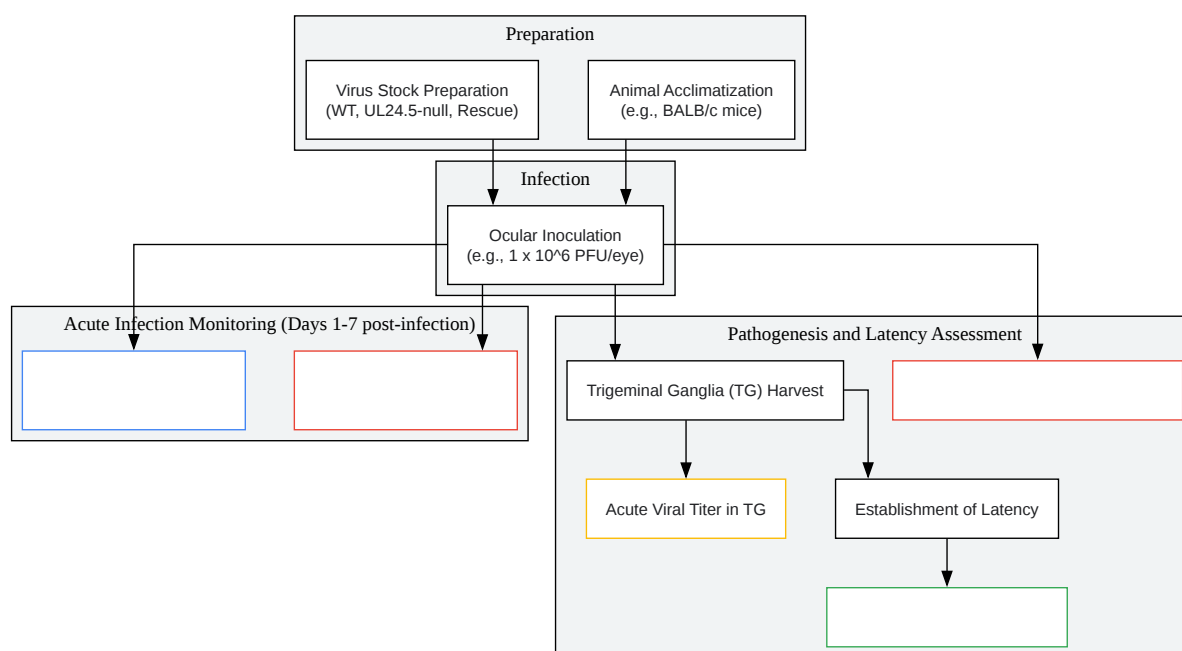 Preparation
Virus Stock Preparation
(WT, UL24.5-null, Rescue)
Animal Acclimatization
(e.g., BALB/c mice)
Infection
Ocular Inoculation
(e.g., 1 x 10^6 PFU/eye)
Acute Infection Monitoring (Days 1-7 post-infection)
Pathogenesis and Latency Assessment
Trigeminal Ganglia (TG) Harvest
Acute Viral Titer in TG
Establishment of Latency